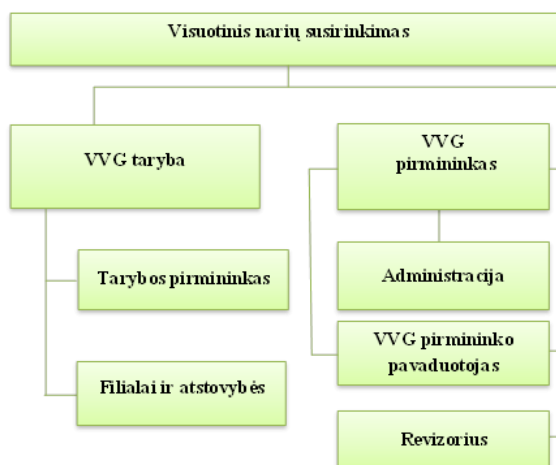 Visuotinis narių susirinkimas
VVG taryba
VVG
pirmininkas
Tarybos pirmininkas
Administracija
VVG pirmininko
pavaduotojas
Filialai ir atstovybės
Revizorius